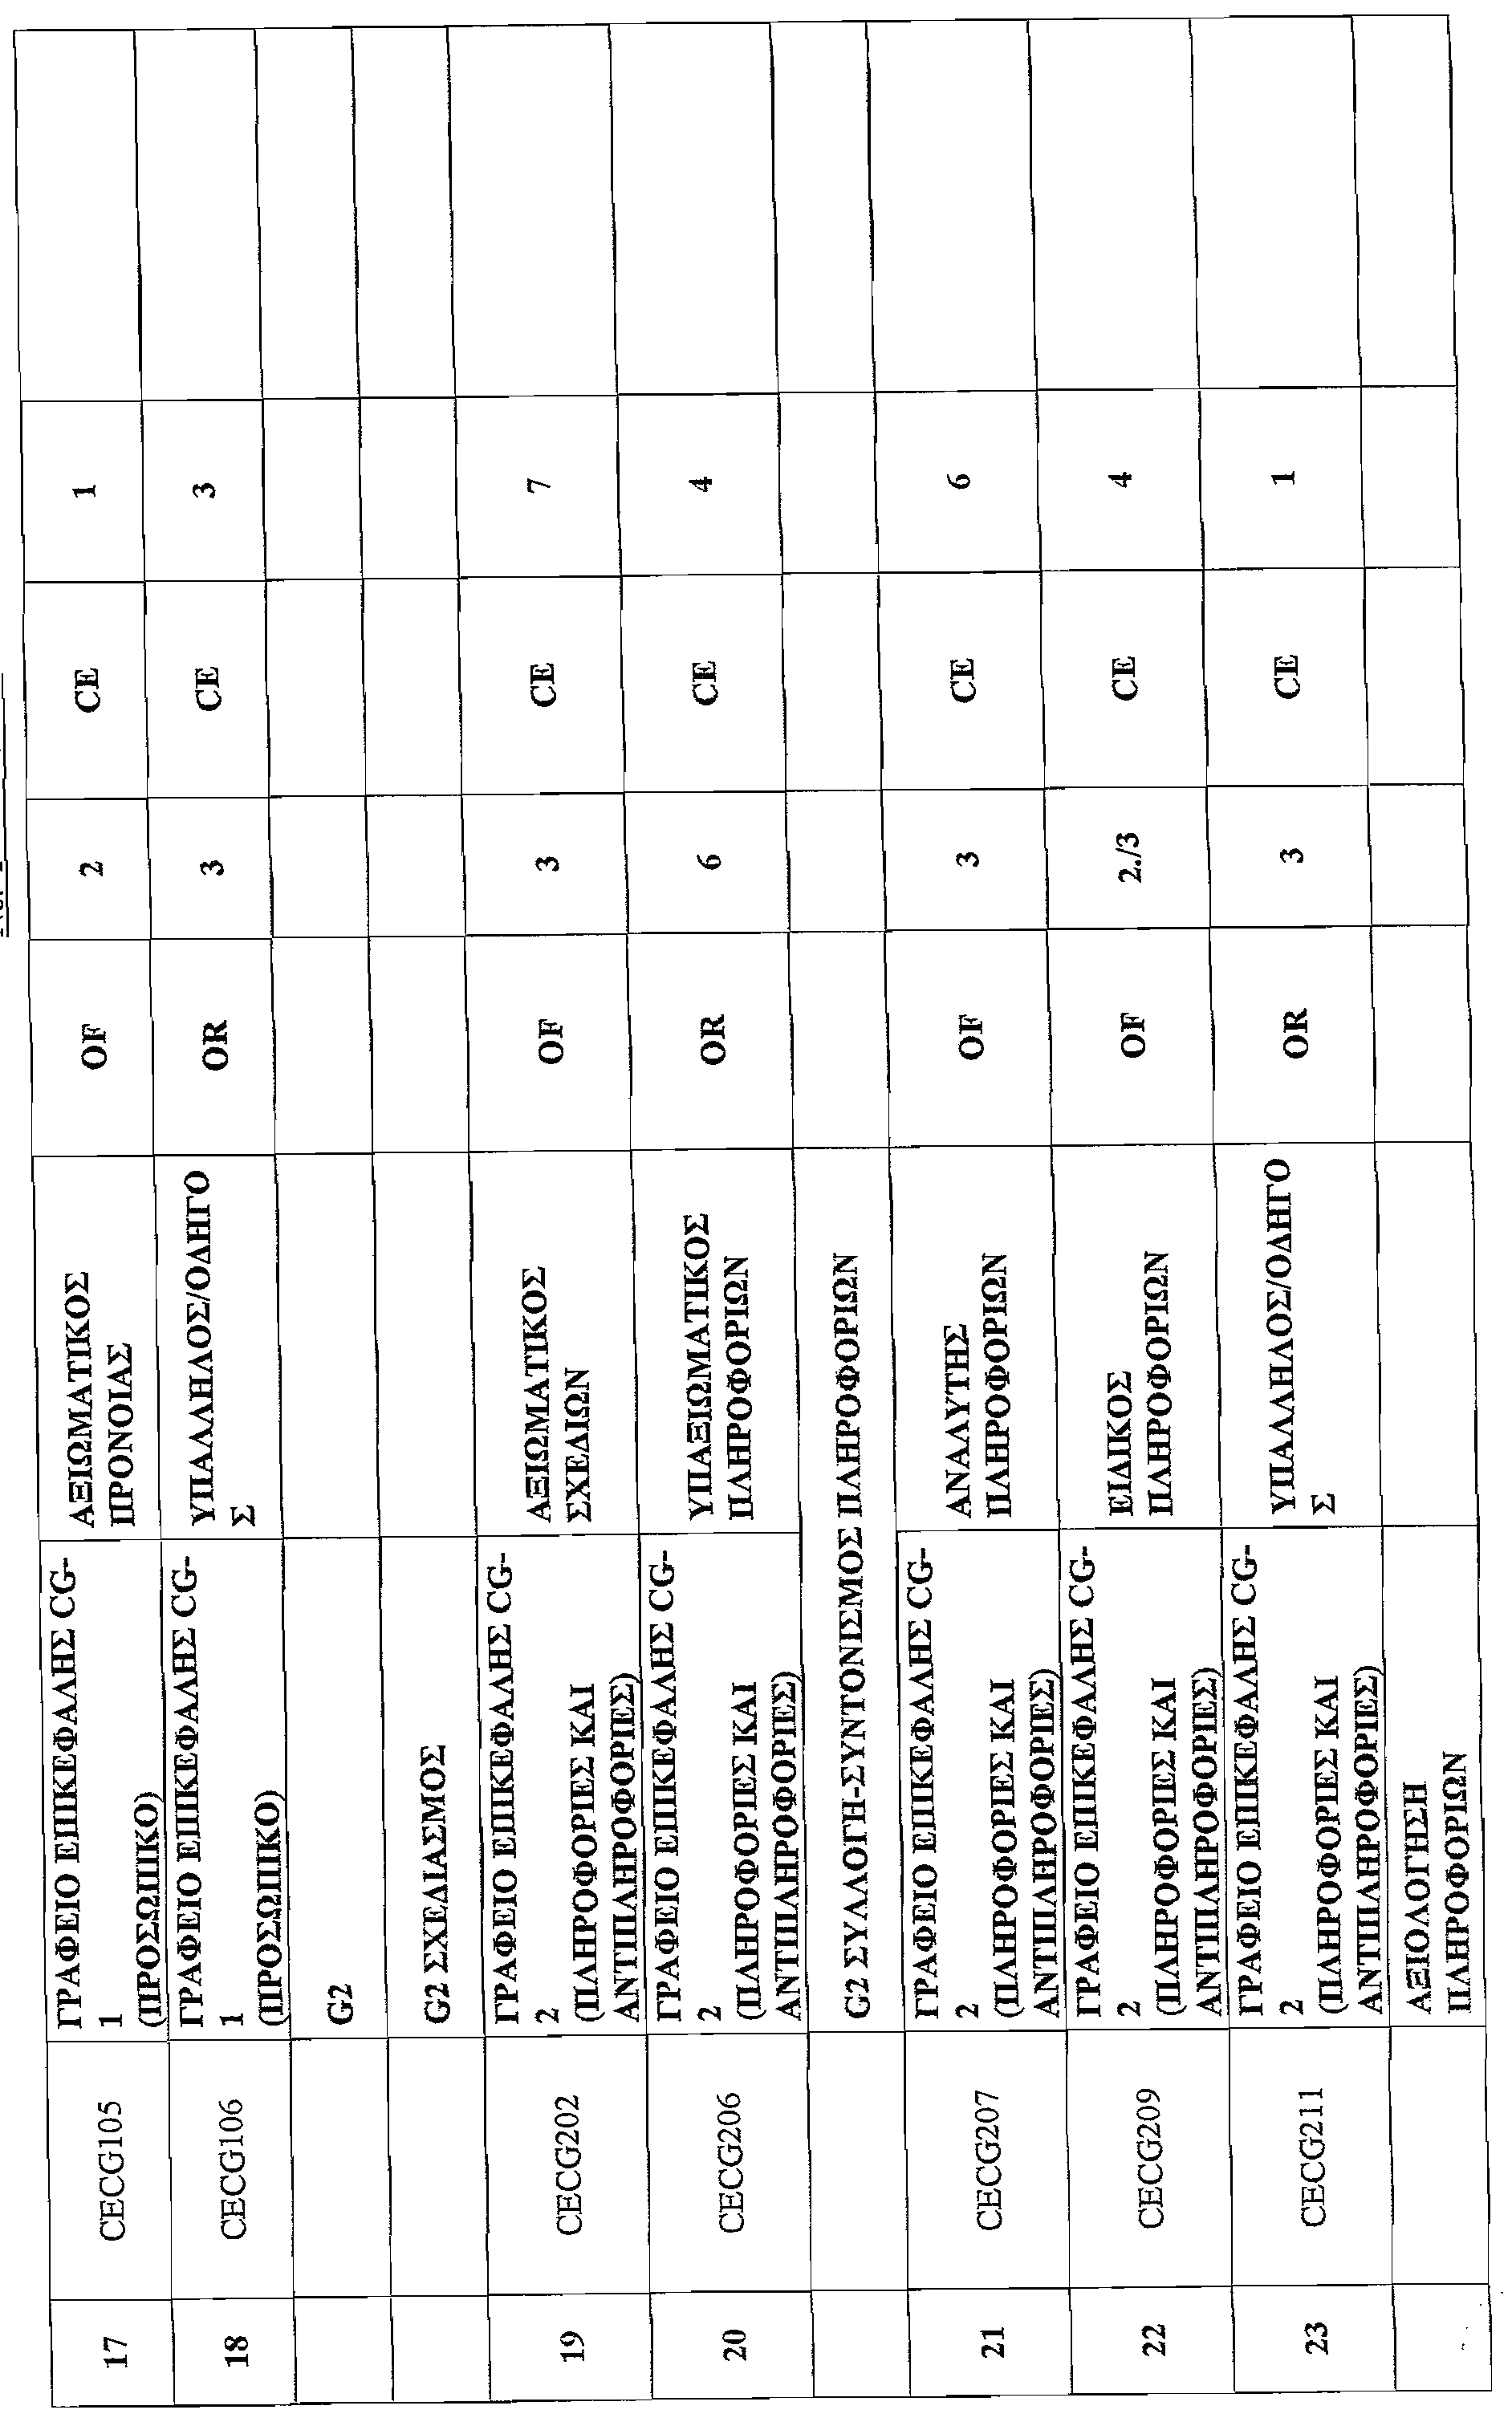 17 CECG105 ΓΡΑΦΕΙΟ ΕΠΙΚΕΦΑΛΗΣ CG- ΑΞΙΩΜΑΤΙΚΟΣ OF 2 CE 1
1 ΠΡΟΝΟΙΑΣ
(ΠΡΟΣΩΠΙΚΟ)
18 CECG106 ΓΡΑΦΕΙΟ ΕΠΙΚΕΦΑΛΗΣ CG- ΥΠΑΛΛΗΛΟΣ/ΟΔΗΓΟ OR 3 CE 3
1 Σ
(ΠΡΟΣΩΠΙΚΟ)
G2
G2 ΣΧΕΔΙΑΣΜΟΣ
19 CECG202 ΓΡΑΦΕΙΟ ΕΠΙΚΕΦΑΛΗΣ CG- ΑΞΙΩΜΑΤΙΚΟΣ OF 3 CE 7
2 ΣΧΕΔΙΩΝ
(ΠΛΗΡΟΦΟΡΙΕΣ ΚΑΙ
ΑΝΤΙΠΛΗΡΟΦΟΡΙΕΣ)
20 CECG206 ΓΡΑΦΕΙΟ ΕΠΙΚΕΦΑΛΗΣ CG- ΥΠΑΞΙΩΜΑΤΙΚΟΣ OR 6 CE 4
2 ΠΛΗΡΟΦΟΡΙΩΝ
(ΠΛΗΡΟΦΟΡΙΕΣ ΚΑΙ
ΑΝΤΙΠΛΗΡΟΦΟΡΙΕΣ)
G2 ΣΥΛΛΟΓΗ-ΣΥΝΤΟΝΙΣΜΟΣ ΠΛΗΡΟΦΟΡΙΩΝ
21 CECG207 ΓΡΑΦΕΙΟ ΕΠΙΚΕΦΑΛΗΣ CG- ΑΝΑΛΥΤΗΣ OF 3 CE 6
2 ΠΛΗΡΟΦΟΡΙΩΝ
(ΠΛΗΡΟΦΟΡΙΕΣ ΚΑΙ
ΑΝΤΙΠΛΗΡΟΦΟΡΙΕΣ)
22 CECG209 ΓΡΑΦΕΙΟ ΕΠΙΚΕΦΑΛΗΣ CG- ΕΙΔΙΚΟΣ OF 2./3 CE 4
2 ΠΛΗΡΟΦΟΡΙΩΝ
(ΠΛΗΡΟΦΟΡΙΕΣ ΚΑΙ
ΑΝΤΙΠΛΗΡΟΦΟΡΙΕΣ)
23 CECG211 ΓΡΑΦΕΙΟ ΕΠΙΚΕΦΑΛΗΣ CG- ΥΠΑΛΛΗΛΟΣ/ΟΔΗΓΟ OR 3 CE 1
2 Σ
(ΠΛΗΡΟΦΟΡΙΕΣ ΚΑΙ
ΑΝΤΙΠΛΗΡΟΦΟΡΙΕΣ)
ΑΞΙΟΛΟΓΗΣΗ
ΠΛΗΡΟΦΟΡΙΩΝ